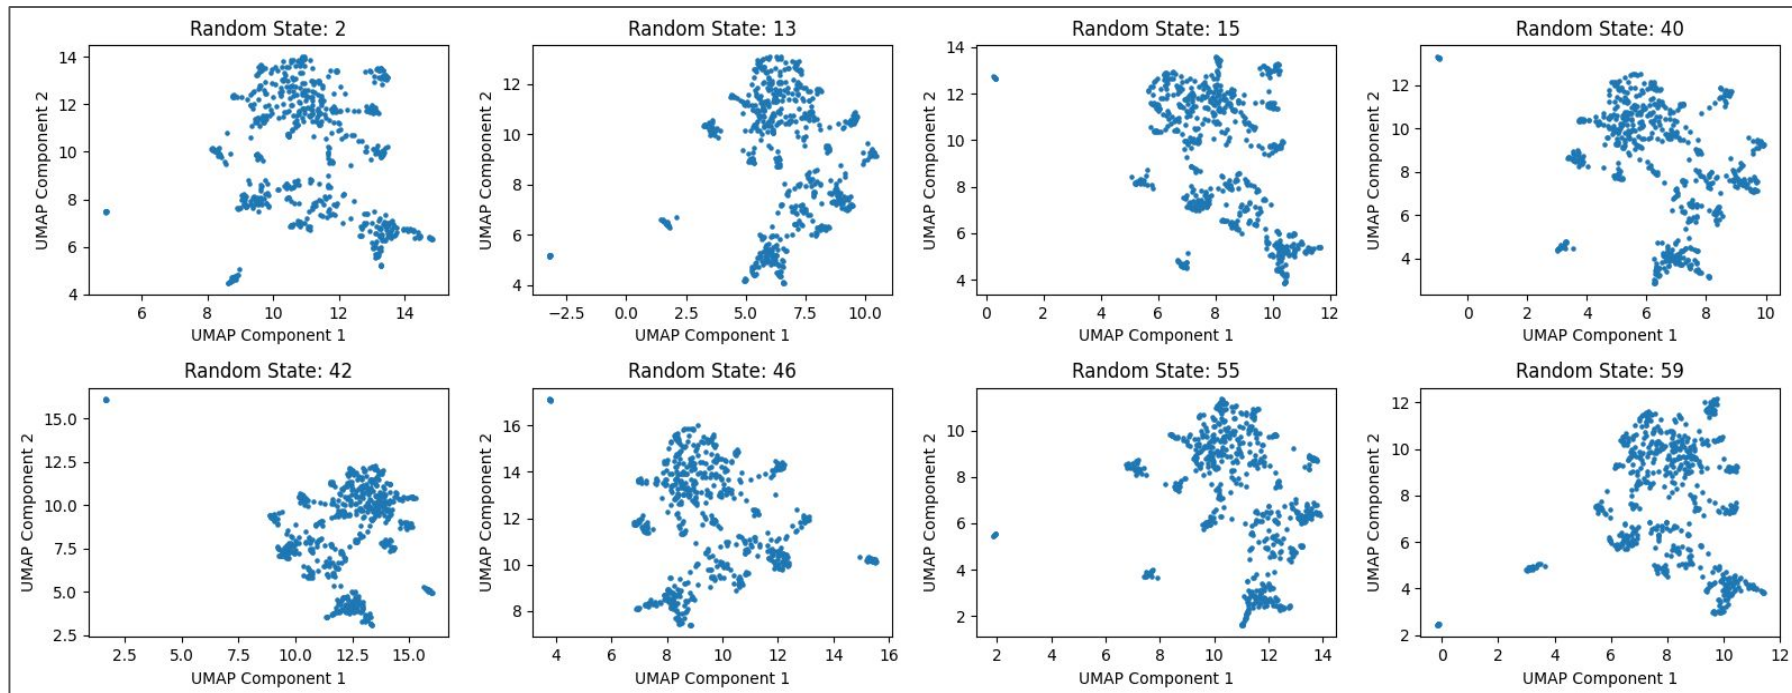 Random State: 2
14
12
10
8
6
4
UMAP Component 2
6 8 10 12 14
UMAP Component 1
Random State: 13
12
10
8
6
4
UMAP Component 2
−2.5 0.0 2.5 5.0 7.5 10.0
UMAP Component 1
Random State: 15
14
12
10
8
6
4
UMAP Component 2
0 2 4 6 8 10 12
UMAP Component 1
Random State: 40
12
10
8
6
4
UMAP Component 2
0 2 4 6 8 10
UMAP Component 1
Random State: 42
15.0
12.5
10.0
7.5
5.0
2.5
UMAP Component 2
2.5 5.0 7.5 10.0 12.5 15.0
UMAP Component 1
Random State: 46
16
14
12
10
8
UMAP Component 2
4 6 8 10 12 14 16
UMAP Component 1
Random State: 55
10
8
6
4
2
UMAP Component 2
2 4 6 8 10 12 14
UMAP Component 1
Random State: 59
12
10
8
6
4
2
UMAP Component 2
0 2 4 6 8 10 12
UMAP Component 1